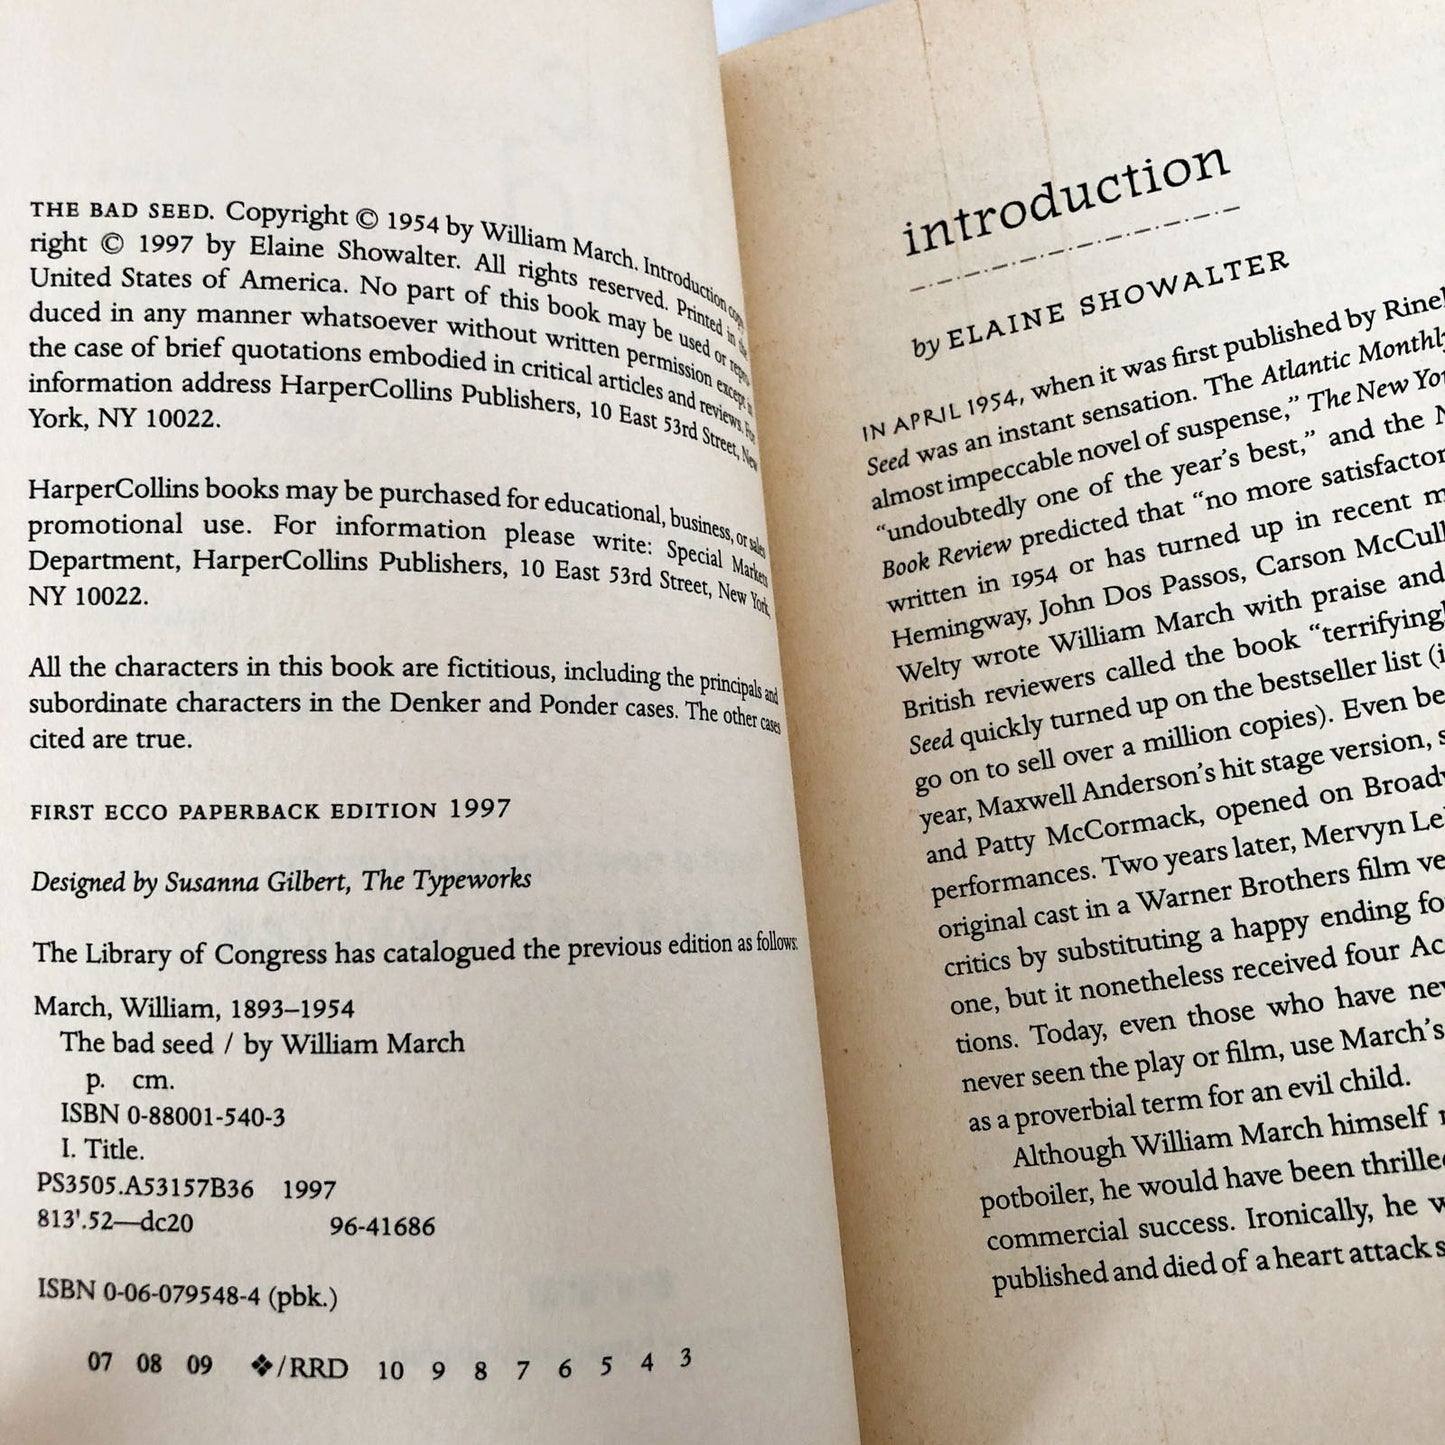 THE BAD SEED. Copyright © 1954 by William March. Introduction copy-
right © 1997 by Elaine Showalter. All rights reserved. Printed in the
United States of America. No part of this book may be used or repro-
duced in any manner whatsoever without written permission except in
the case of brief quotations embodied in critical articles and reviews. For
information address HarperCollins Publishers, 10 East 53rd Street, New
York, NY 10022.
HarperCollins books may be purchased for educational, business, or sales
promotional use. For information please write: Special Markets
Department, HarperCollins Publishers, 10 East 53rd Street, New York,
NY 10022.
All the characters in this book are fictitious, including the principals and
subordinate characters in the Denker and Ponder cases. The other cases
cited are true.
FIRST ECCO PAPERBACK EDITION 1997
Designed by Susanna Gilbert, The Typeworks
The Library of Congress has catalogued the previous edition as follows:
March, William, 1893–1954
The bad seed / by William March
p. cm.
ISBN 0-88001-540-3
I. Title.
PS3505.A53157B36 1997
813'.52—dc20 96-41686
ISBN 0-06-079548-4 (pbk.)
07 08 09 ❖/RRD 10 9 8 7 6 5 4 3
introduction
by ELAINE SHOWALTER
IN APRIL 1954, when it was first published by
Seed was an instant sensation. The Atlantic Monthly
almost impeccable novel of suspense,” The New
“undoubtedly one of the year’s best,” and the
Book Review predicted that “no more
written in 1954 or has turned up in recent
Hemingway, John Dos Passos, Carson
Welty wrote William March with praise and
British reviewers called the book
Seed quickly turned up on the bestseller list
go on to sell over a million copies). Even
year, Maxwell Anderson’s hit stage version,
and Patty McCormack, opened on
performances. Two years later, Mervyn
original cast in a Warner Brothers film
critics by substituting a happy ending
one, but it nonetheless received four
tions. Today, even those who have
never seen the play or film, use March’s
as a proverbial term for an evil child.
Although William March himself
potboiler, he would have been
commercial success. Ironically, he
published and died of a heart attack